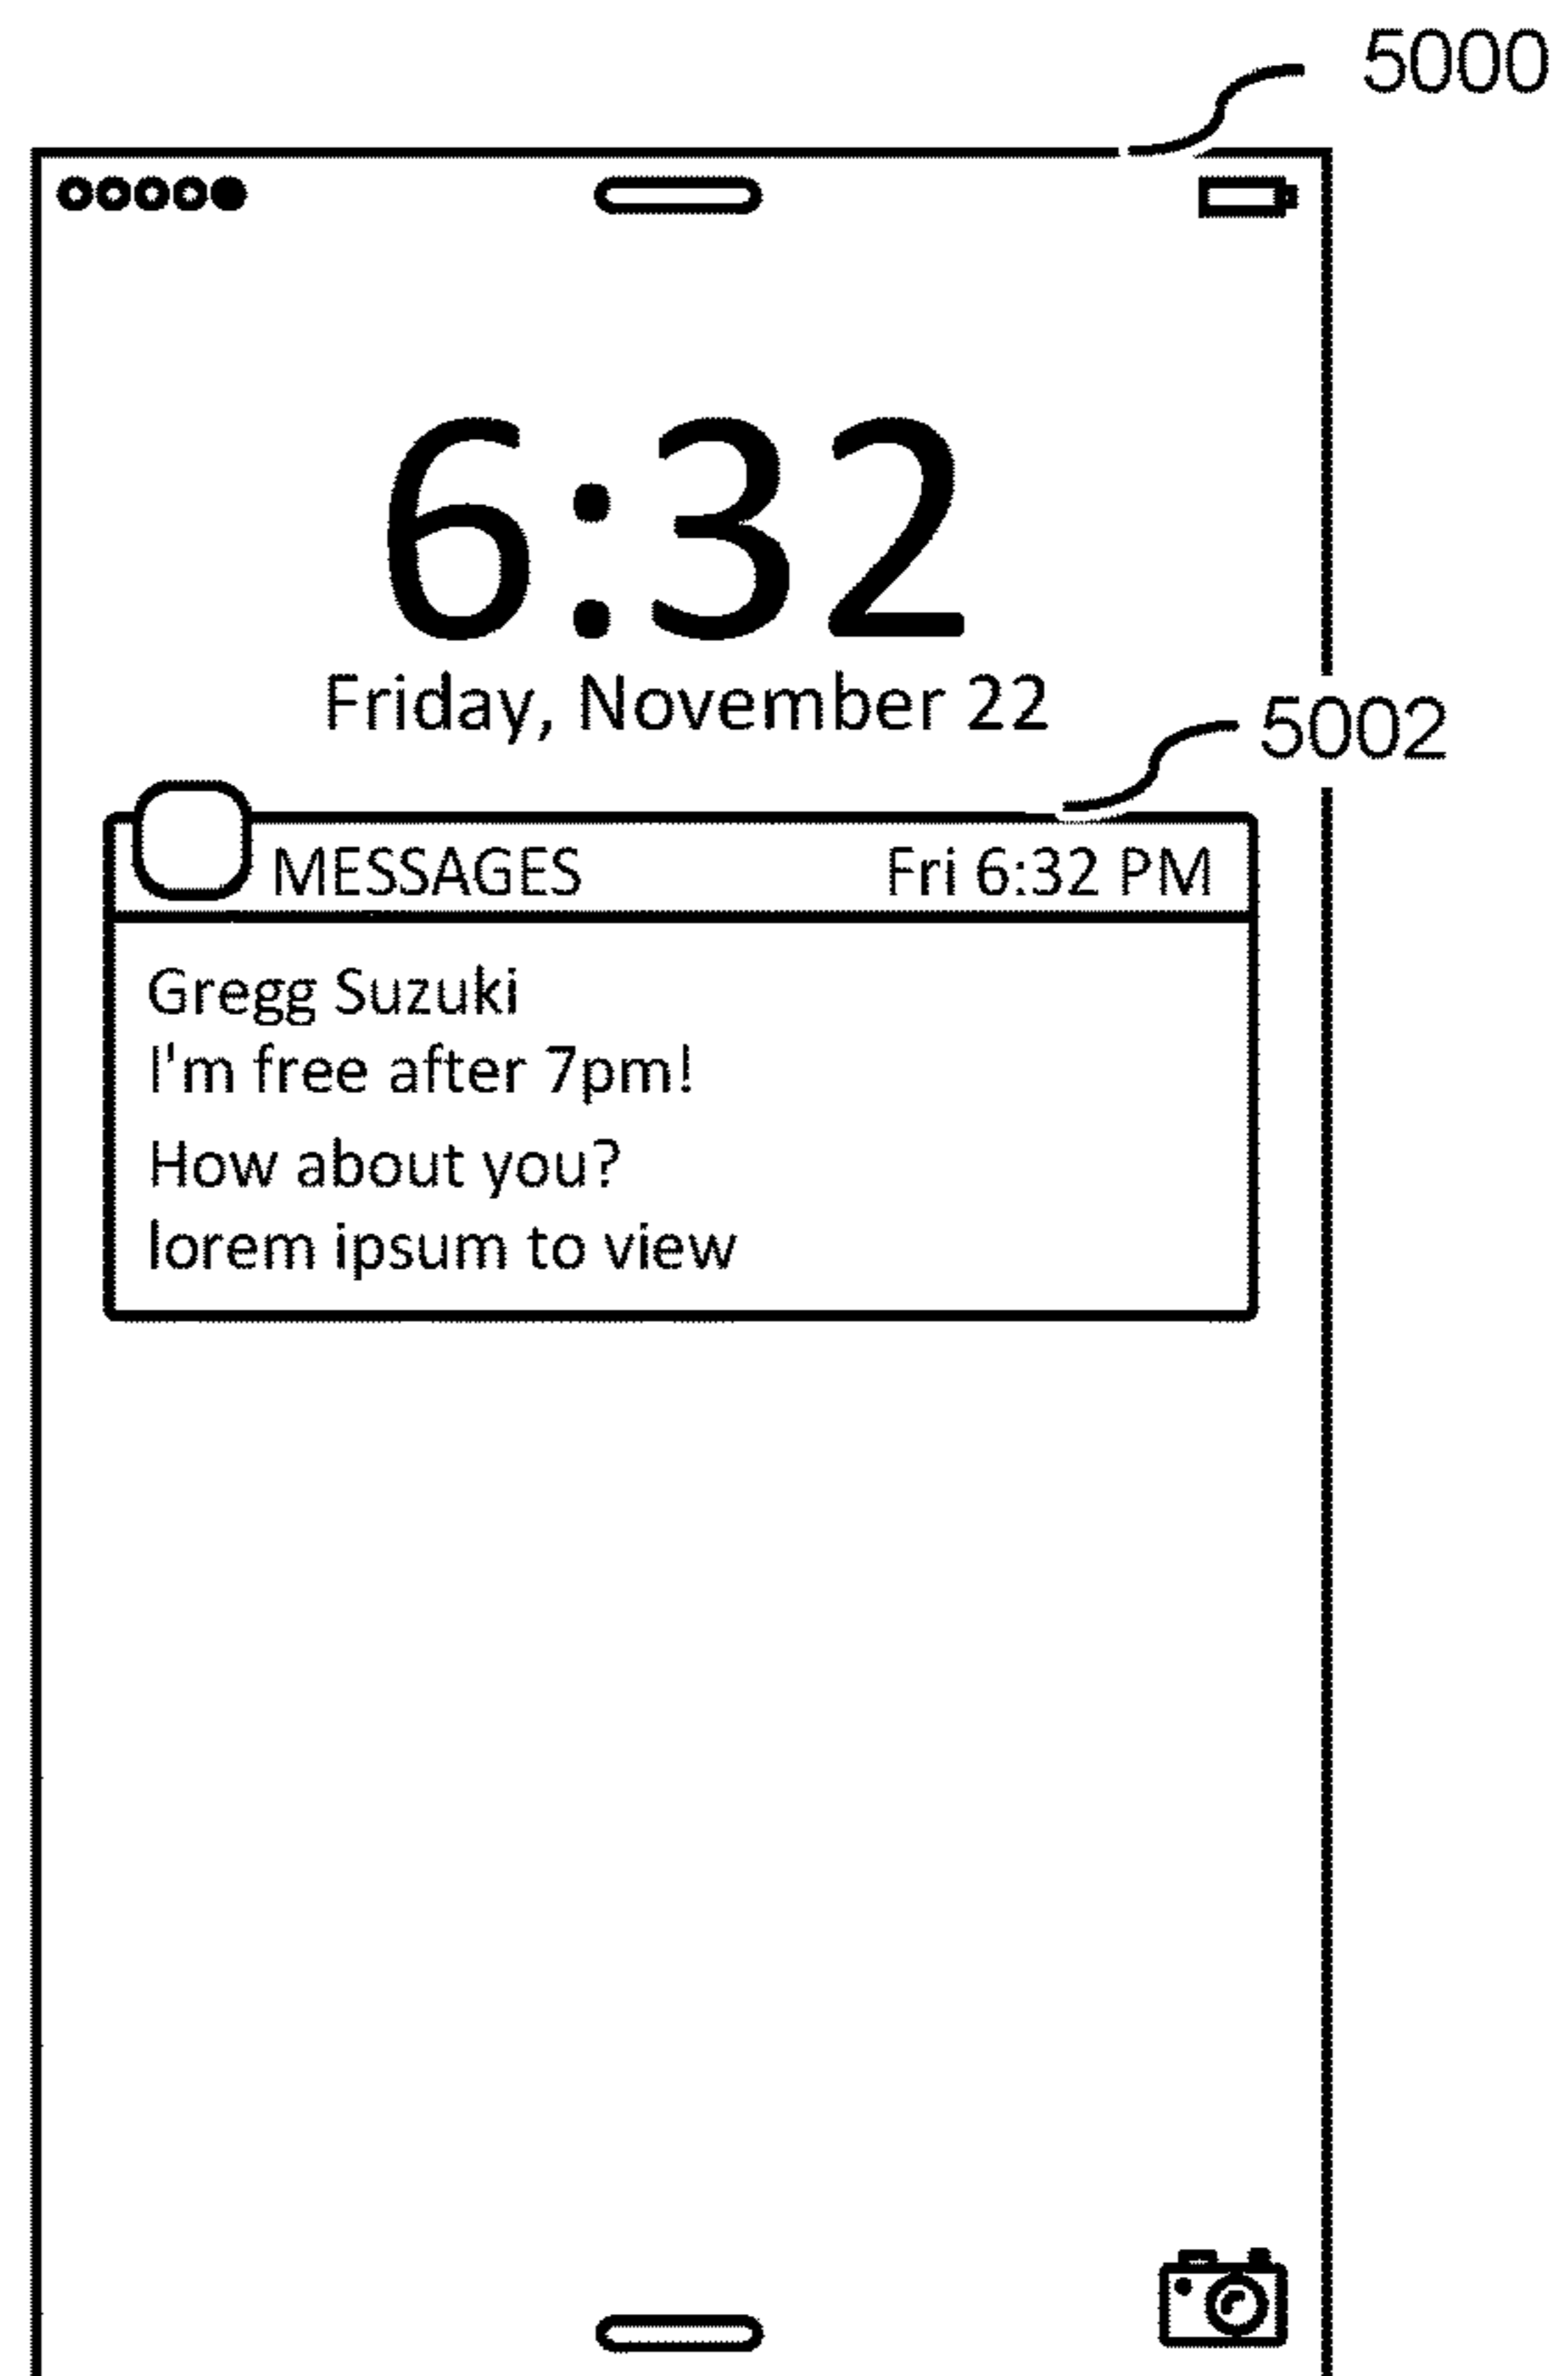 5000
6:32
Friday, November 22
5002
MESSAGES Fri 6:32 PM
Gregg Suzuki
I'm free after 7pm!
How about you?
lorem ipsum to view